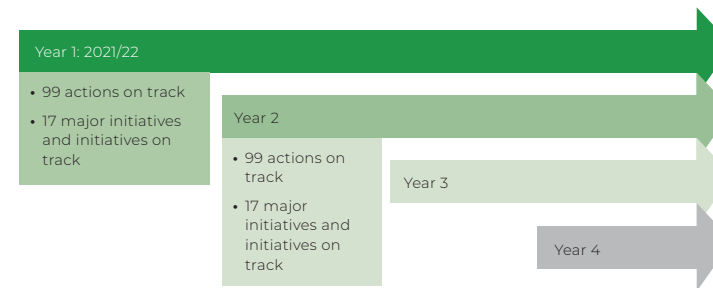 Year 1: 2021/22
• 99 actions on track
• 17 major initiatives
and initiatives on
track
Year 2
• 99 actions on
track
• 17 major
initiatives and
initiatives on
track
Year 3
Year 4